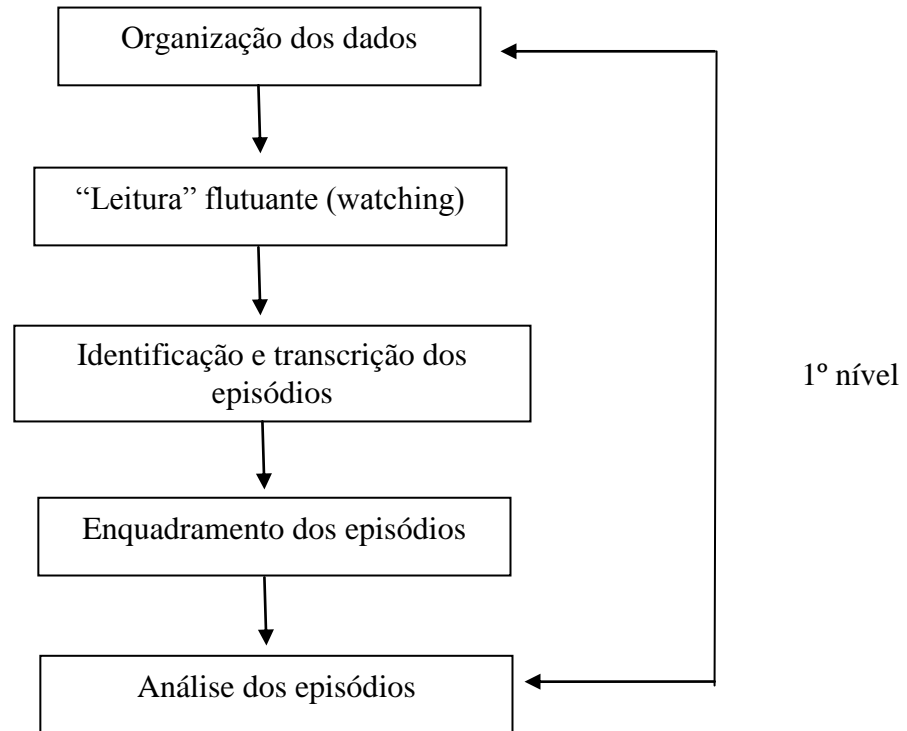 Organização dos dados
“Leitura” flutuante (watching)
Identificação e transcrição dos
episódios
1º nível
Enquadramento dos episódios
Análise dos episódios